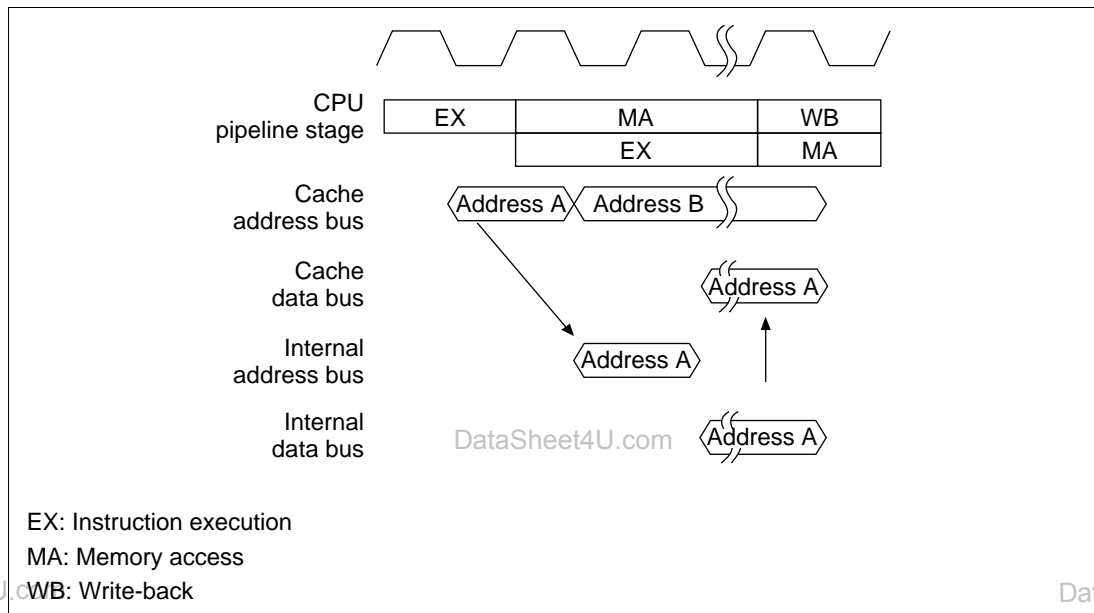 CPU
pipeline stage
EX MA WB
EX MA
Cache
address bus
Address A Address B
Cache
data bus
Address A
Internal
address bus
Address A
Internal
data bus
DataSheet4U.com
Address A
EX: Instruction execution
MA: Memory access
WB: Write-back